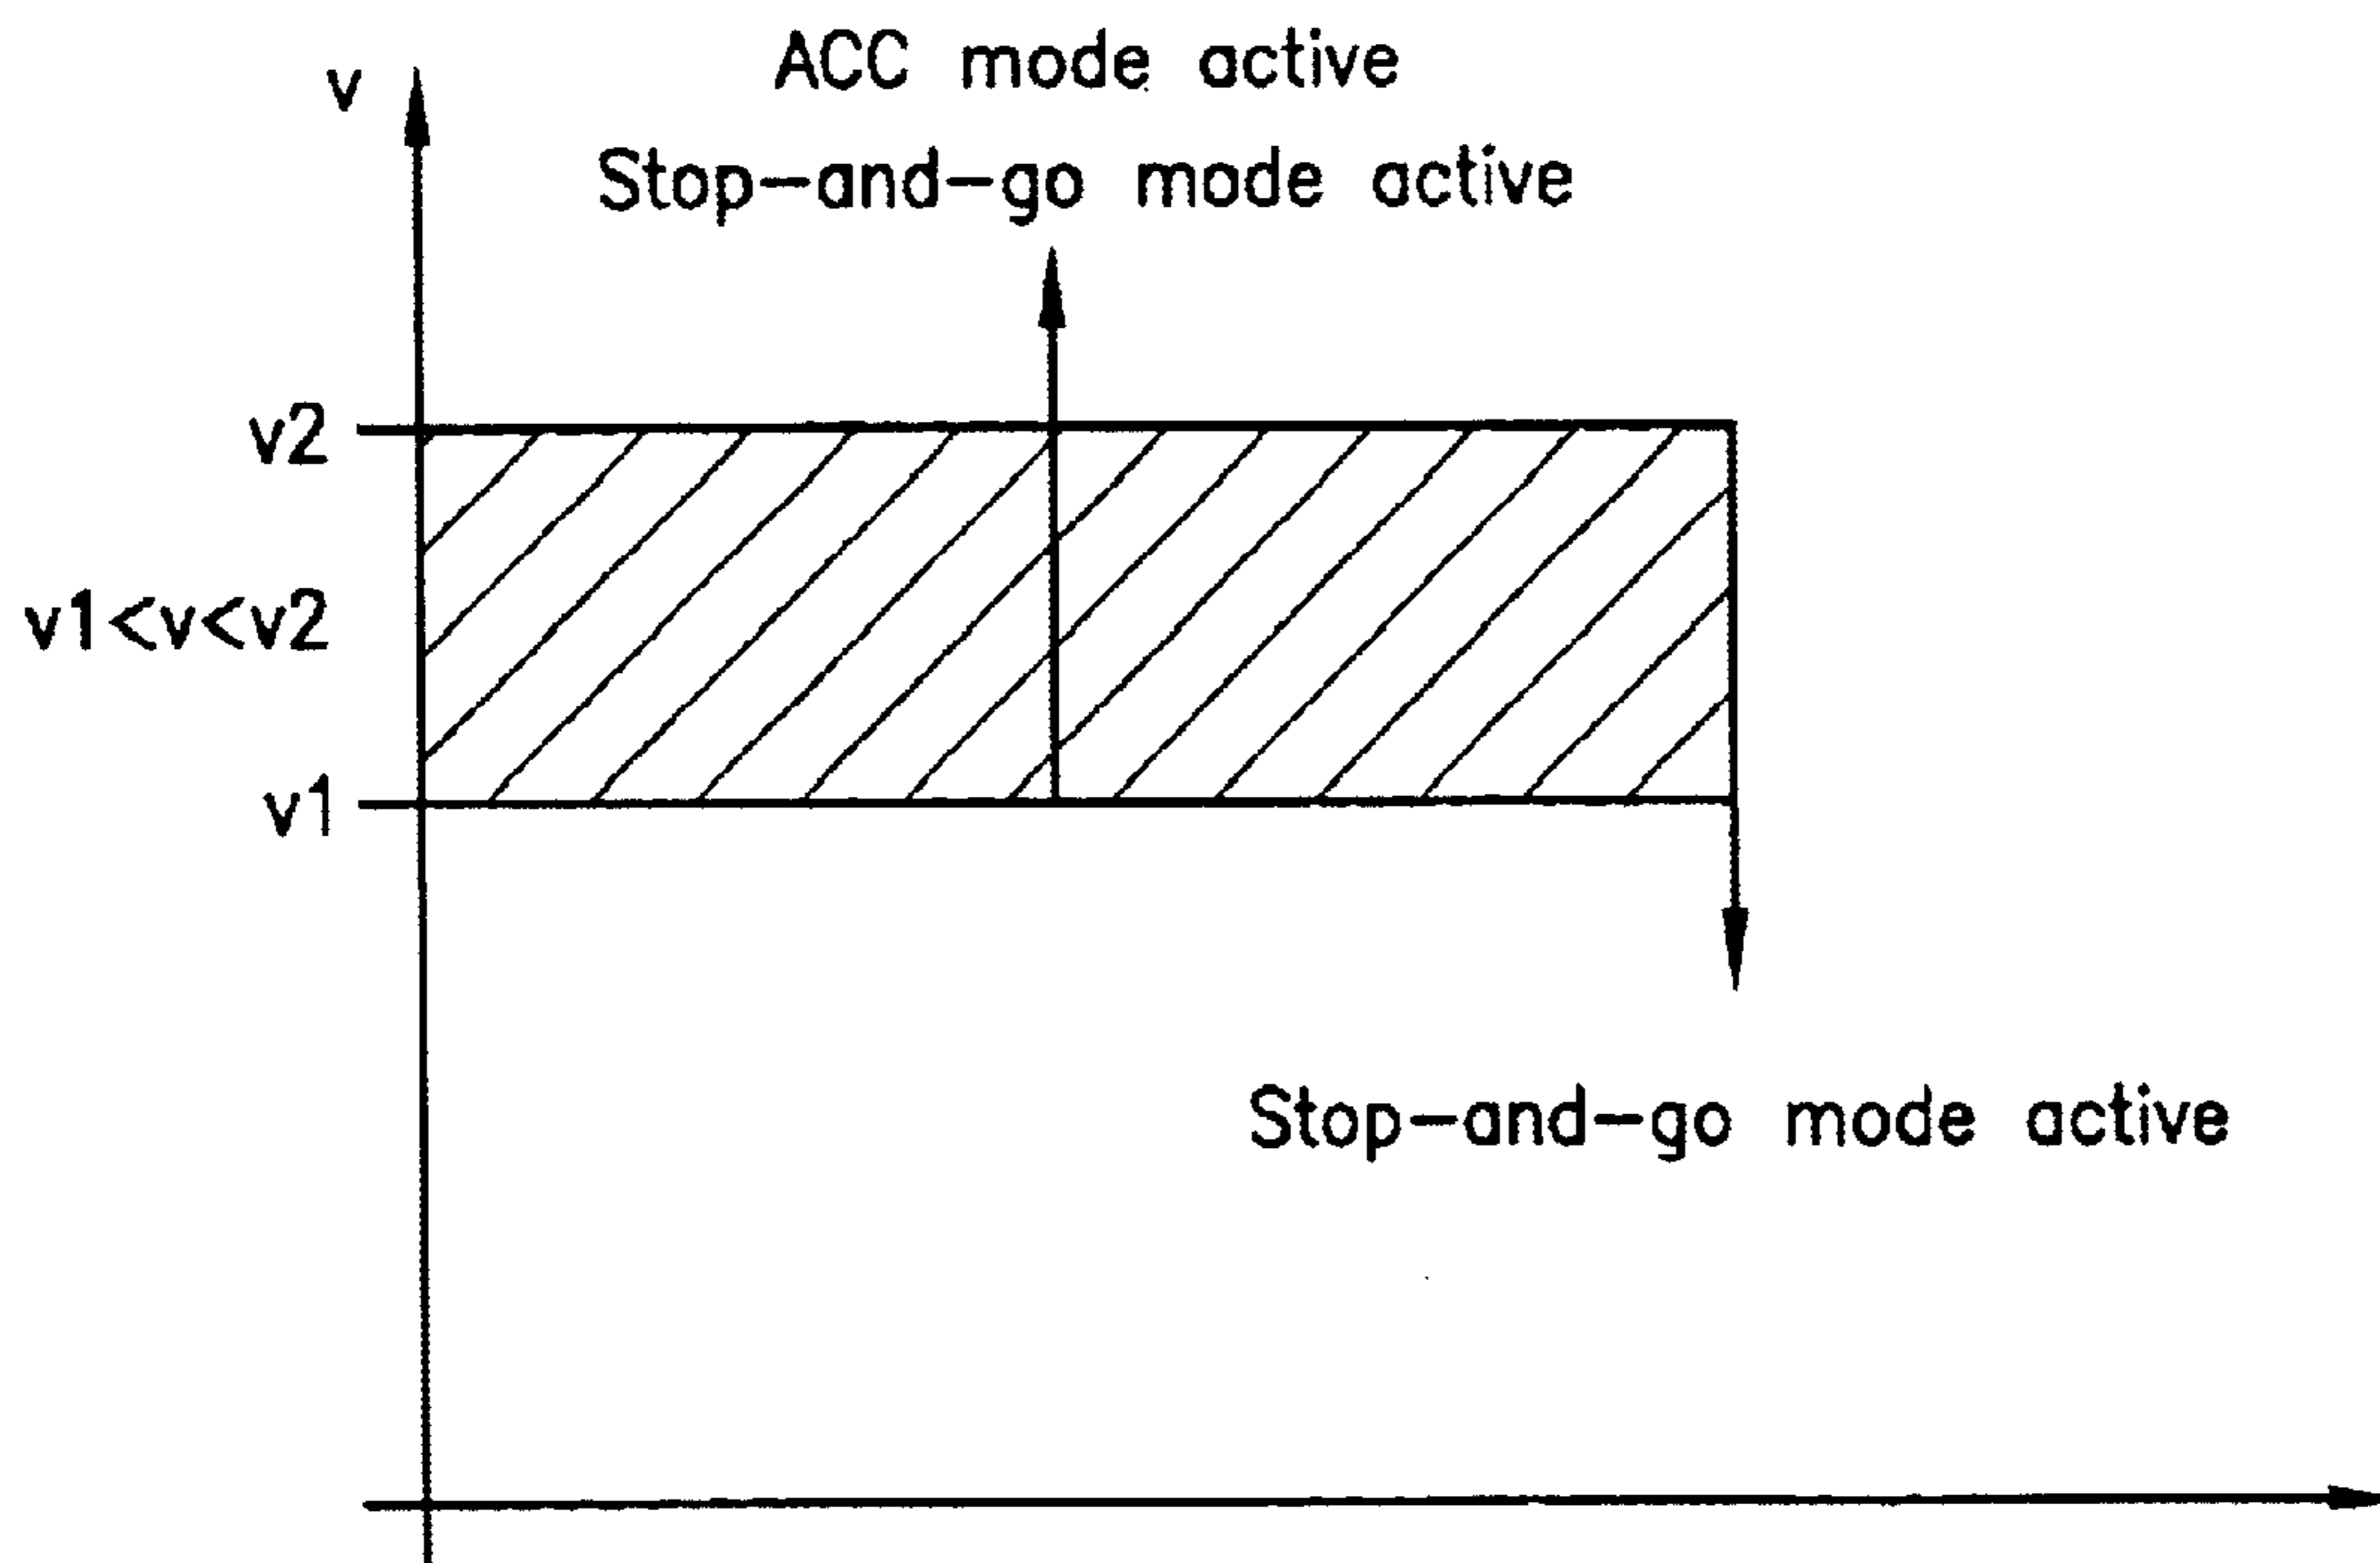 v
ACC mode active
Stop-and-go mode active
v2
v1<v<v2
v1
Stop-and-go mode active